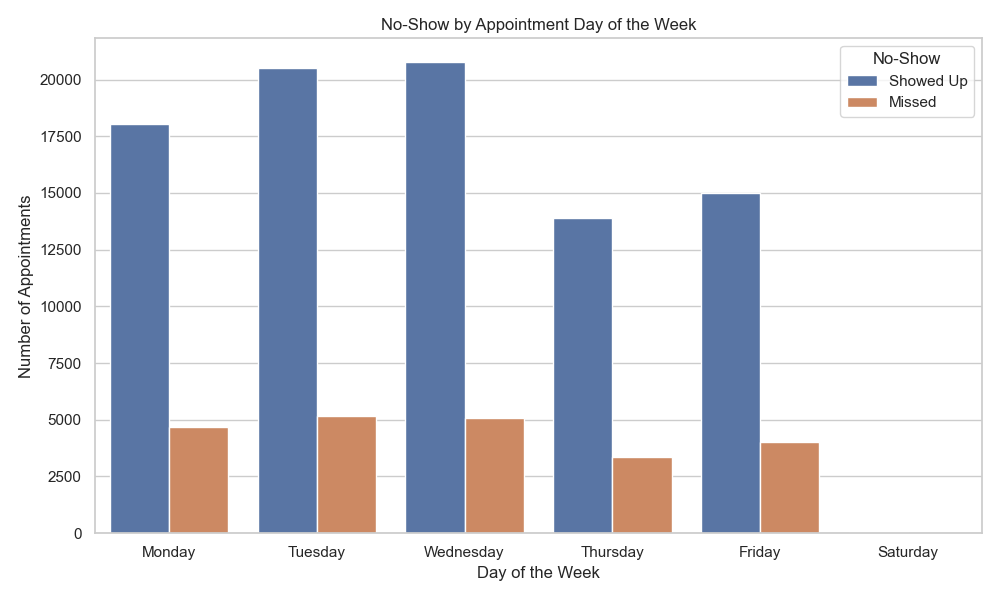 No-Show by Appointment Day of the Week
No-Show
Showed Up
Missed
Number of Appointments
20000
17500
15000
12500
10000
7500
5000
2500
0
Monday Tuesday Wednesday Thursday Friday Saturday
Day of the Week